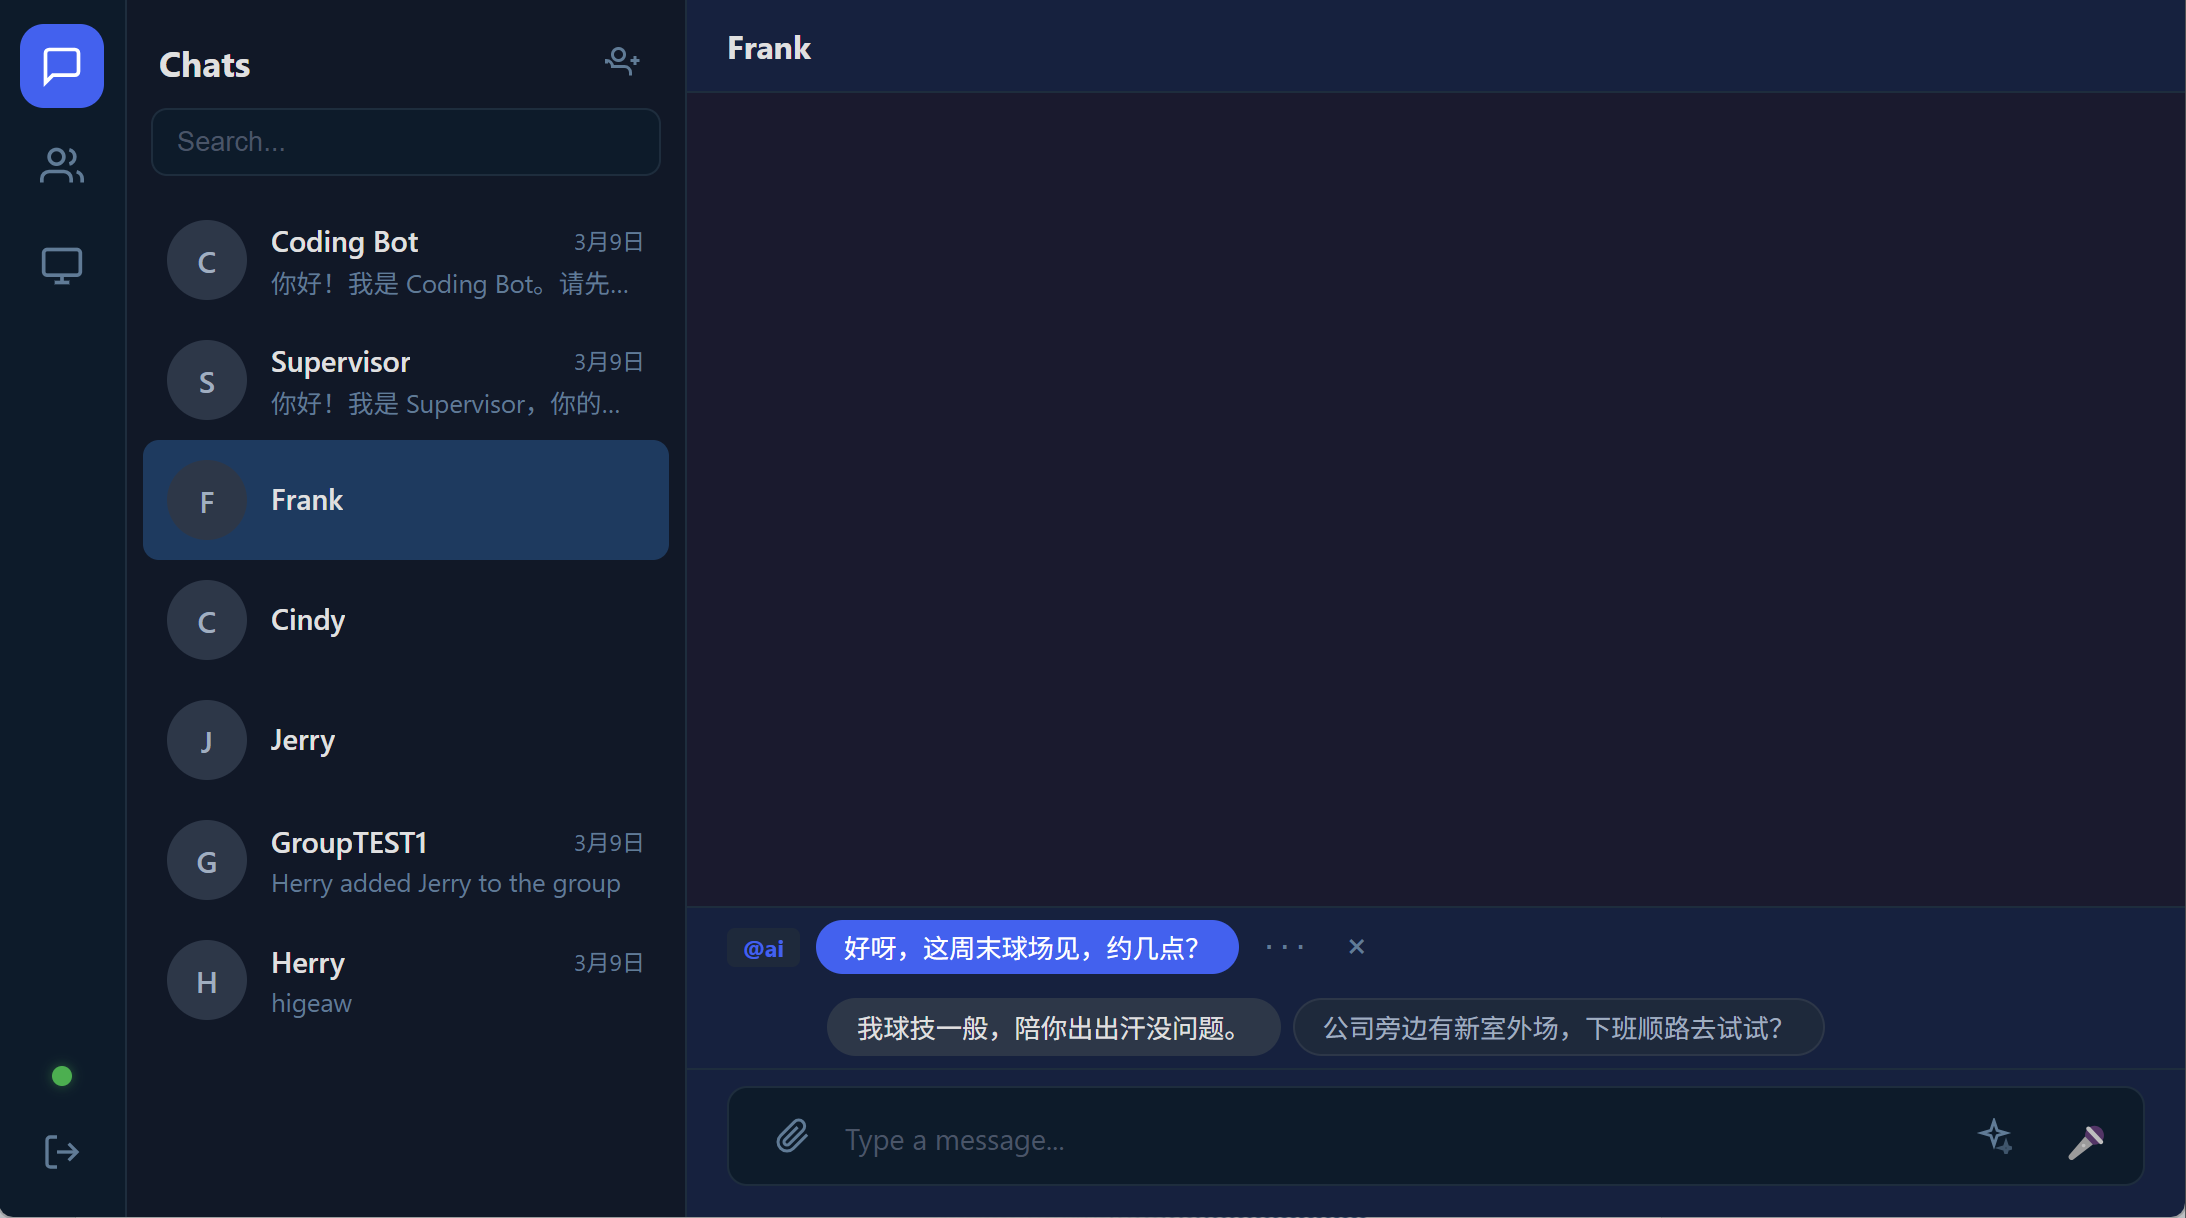 Chats
Search...
C
Coding Bot
3月9日
你好！我是 Coding Bot。请先...
S
Supervisor
3月9日
你好！我是 Supervisor，你的...
F
Frank
C
Cindy
J
Jerry
G
GroupTEST1
3月9日
Herry added Jerry to the group
H
Herry
3月9日
higeaw
Frank
@ai
好呀，这周末球场见，约几点？
···
×
我球技一般，陪你出出汗没问题。
公司旁边有新室外场，下班顺路去试试？
Type a message...